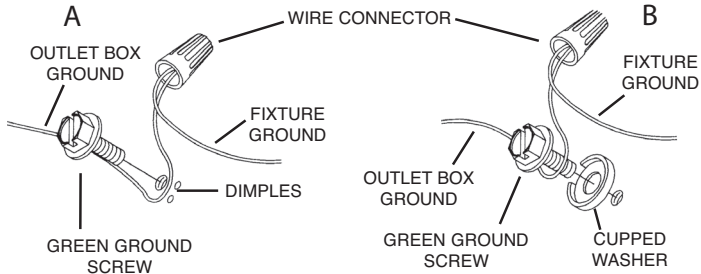 A
WIRE CONNECTOR
B
OUTLET BOX
GROUND
FIXTURE
GROUND
DIMPLES
GREEN GROUND
SCREW
FIXTURE
GROUND
OUTLET BOX
GROUND
GREEN GROUND
SCREW
CUPPED
WASHER